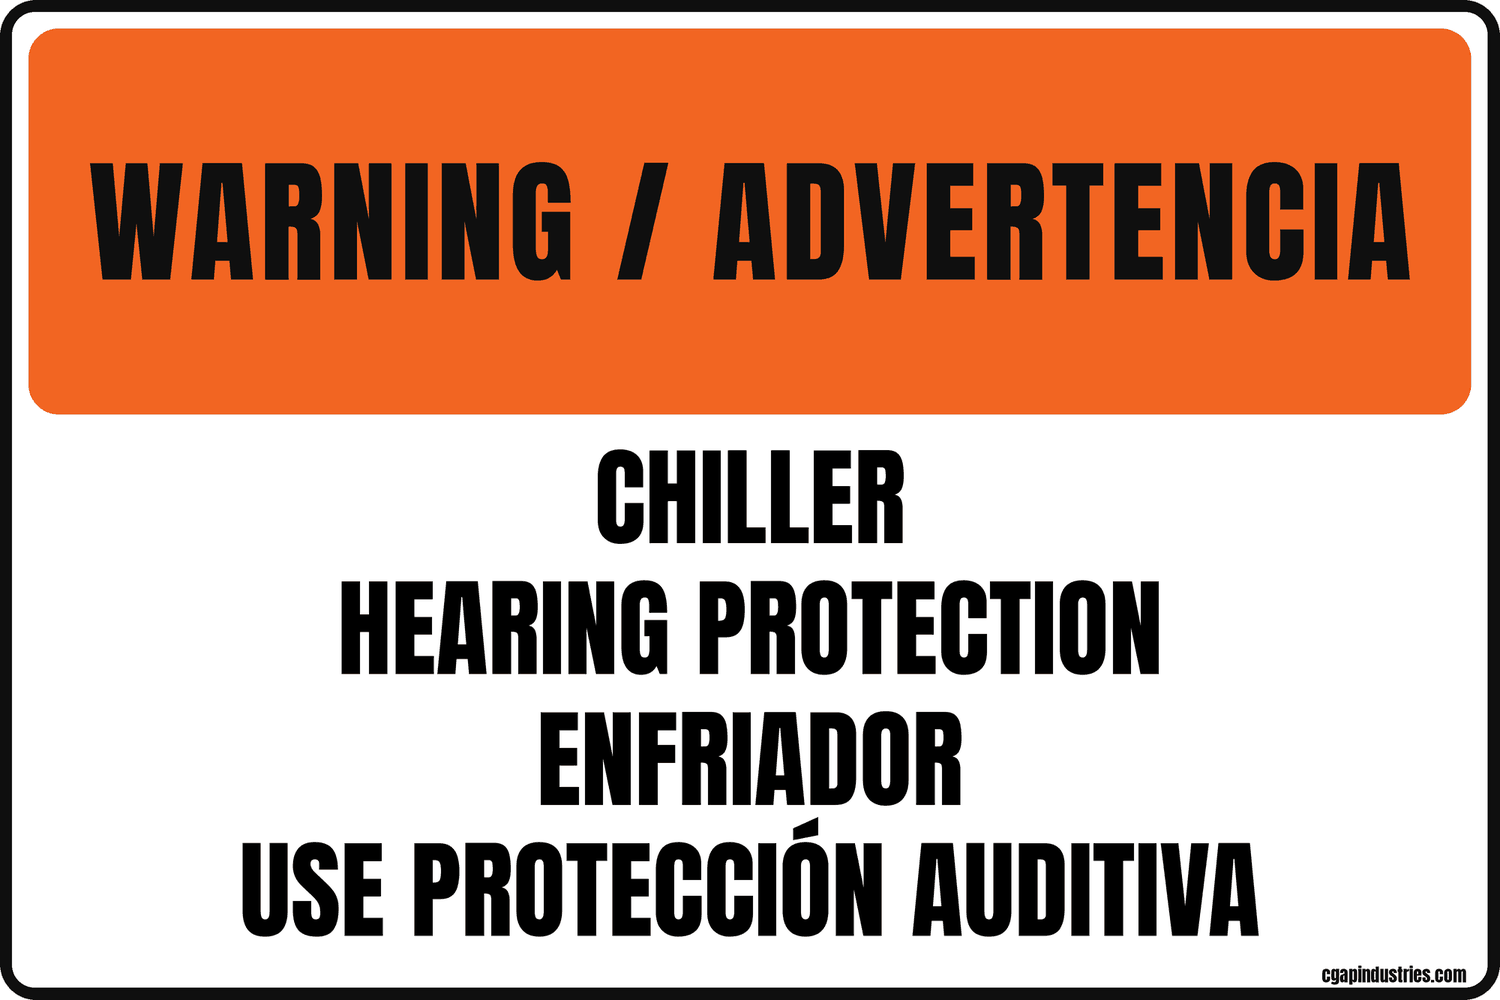 WARNING / ADVERTENCIA
CHILLER
HEARING PROTECTION
ENFRIADOR
USE PROTECCIÓN AUDITIVA
cgapindustries.com